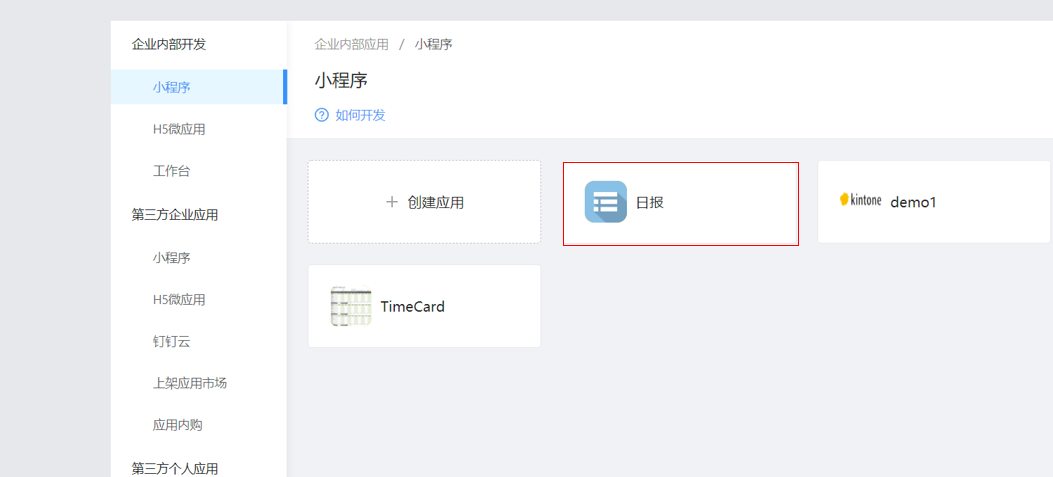 企业内部开发
小程序
H5微应用
工作台
第三方企业应用
小程序
H5微应用
钉钉云
上架应用市场
应用内购
第三方个人应用
企业内部应用 / 小程序
小程序
? 如何开发
+ 创建应用
日报
kintone demo1
TimeCard